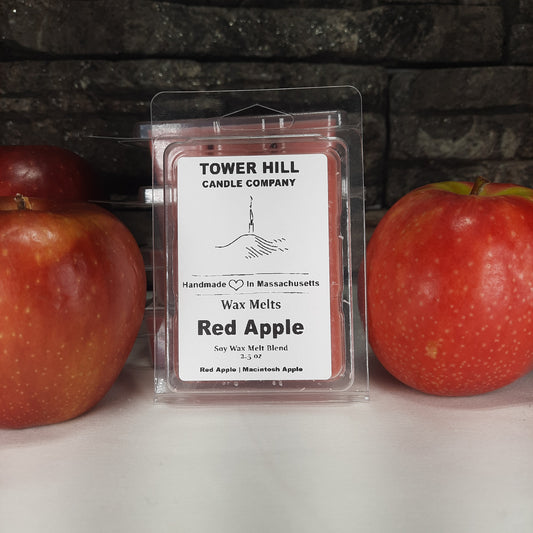 TOWER HILL
CANDLE COMPANY
Handmade In Massachusetts
Wax Melts
Red Apple
Soy Wax Melt Blend
2.5 oz
Red Apple | Macintosh Apple